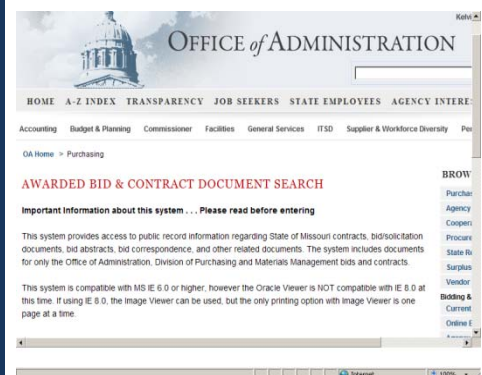 Kelvi
OFFICE of ADMINISTRATION
HOME A-Z INDEX TRANSPARENCY JOB SEEKERS STATE EMPLOYEES AGENCY INTERE
Accounting Budget & Planning Commissioner Facilities General Services ITSD Supplier & Workforce Diversity Per
OA Home > Purchasing
AWARDED BID & CONTRACT DOCUMENT SEARCH
Important Information about this system . . . Please read before entering
This system provides access to public record information regarding State of Missouri contracts, bid/solicitation
documents, bid abstracts, bid correspondence, and other related documents. The system includes documents
for only the Office of Administration, Division of Purchasing and Materials Management bids and contracts.
This system is compatible with MS IE 6.0 or higher, however the Oracle Viewer is NOT compatible with IE 8.0 at
this time. If using IE 8.0, the Image Viewer can be used, but the only printing option with Image Viewer is one
page at a time.
BROW
Purchas
Agency
Cooper
Procure
State Re
Surplus
Vendor
Bidding &
Current
Online E
Internet
100%